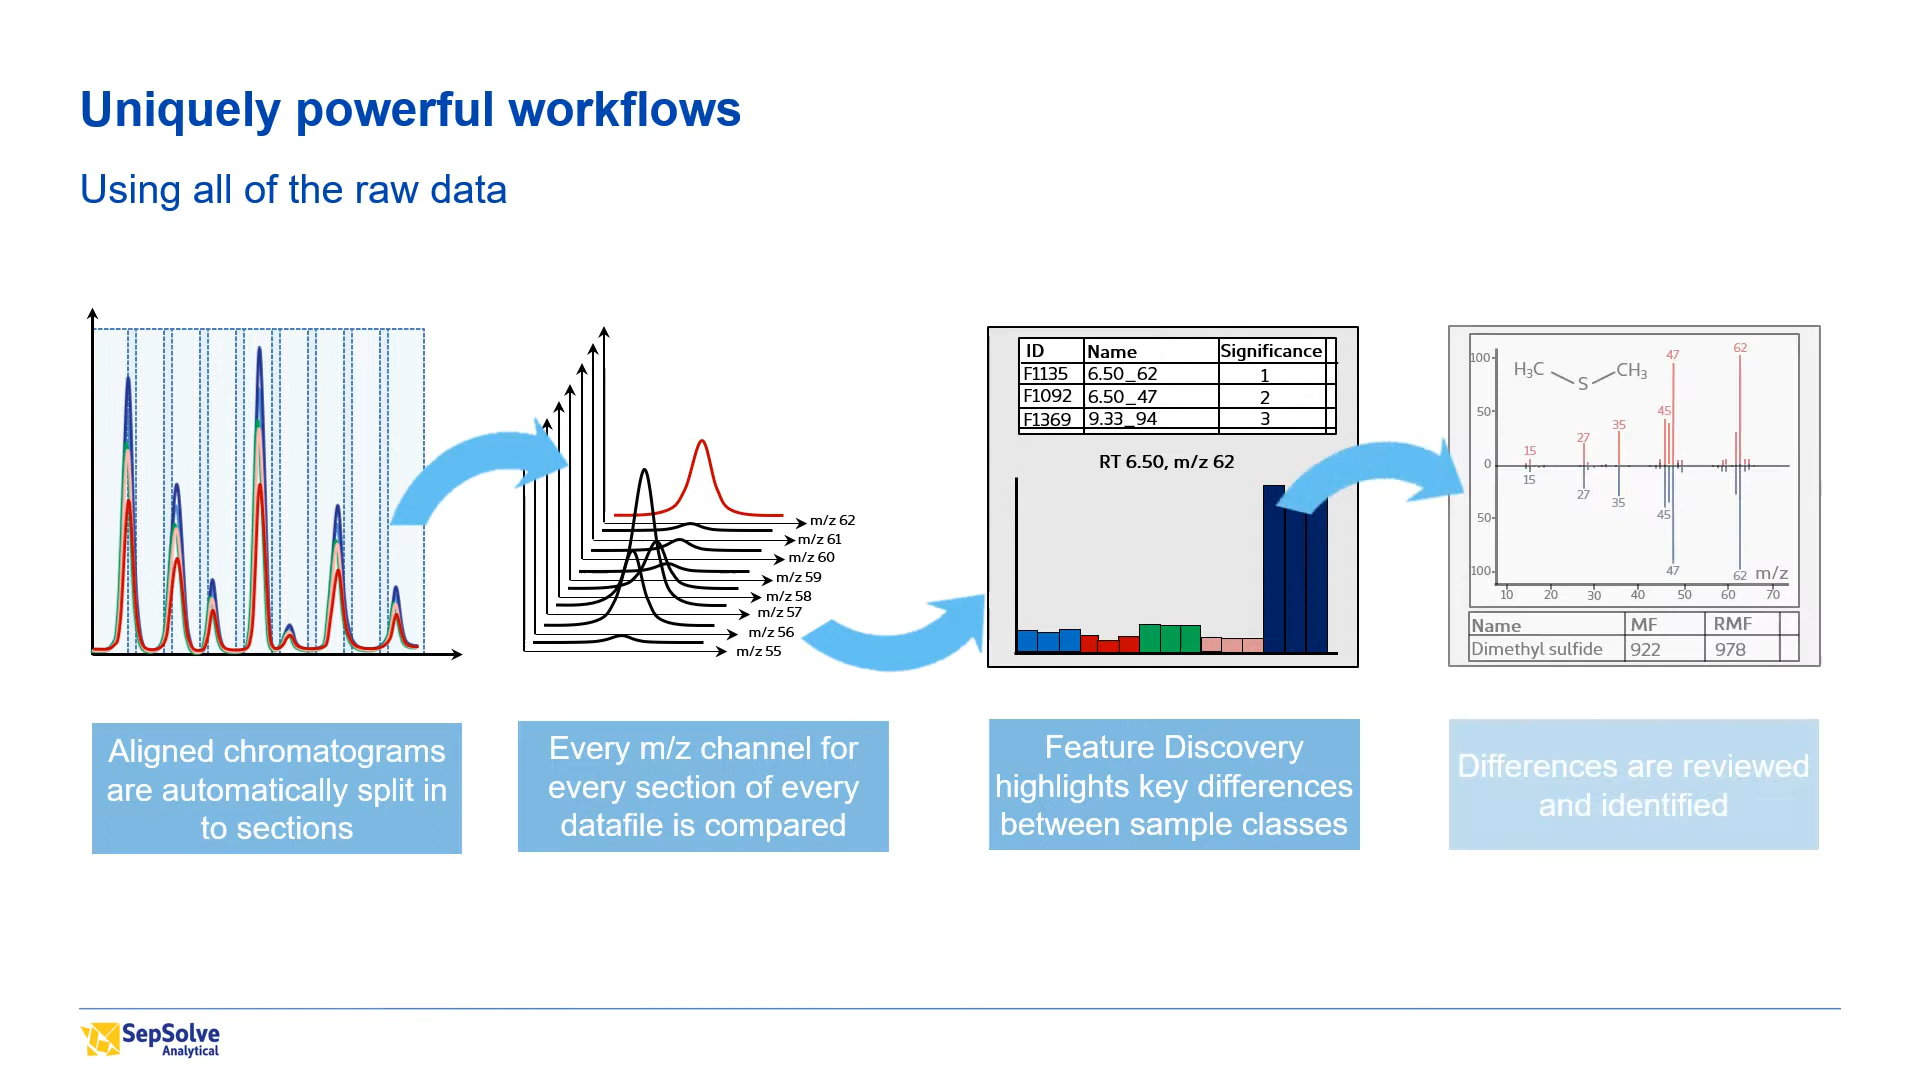 Uniquely powerful workflows
Using all of the raw data
m/z 62
m/z 61
m/z 60
m/z 59
m/z 58
m/z 57
m/z 56
m/z 55
ID Name Significance
F1135 6.50_62 1
F1092 6.50_47 2
F1369 9.33_94 3
RT 6.50, m/z 62
100
50
0
50
100
H₃C S CH₃
15 27 35 45 47 62
15 27 35 45 47 62 m/z
10 20 30 40 50 60 70
Name MF RMF
Dimethyl sulfide 922 978
Aligned chromatograms
are automatically split in
to sections
Every m/z channel for
every section of every
datafile is compared
Feature Discovery
highlights key differences
between sample classes
Differences are reviewed
and identified
SepSolve
Analytical